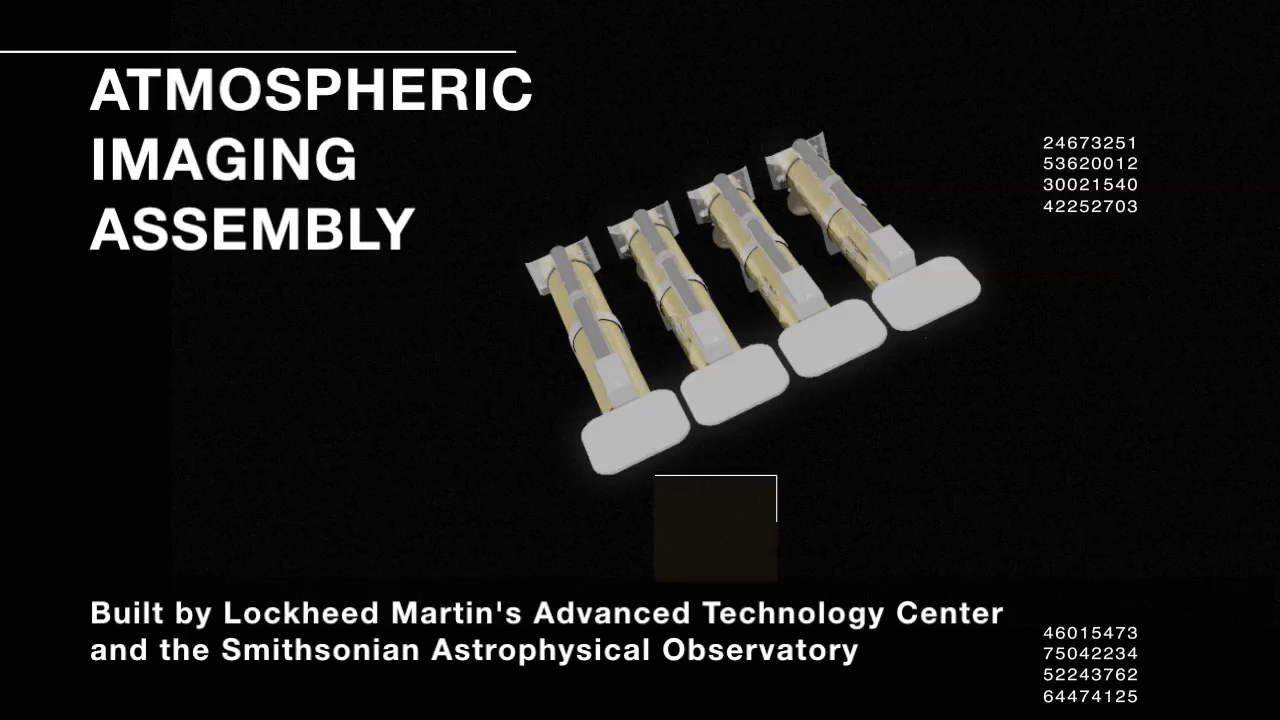 ATMOSPHERIC
IMAGING
ASSEMBLY
24673251
53620012
30021540
42252703
Built by Lockheed Martin's Advanced Technology Center
and the Smithsonian Astrophysical Observatory
46015473
75042234
52243762
64474125